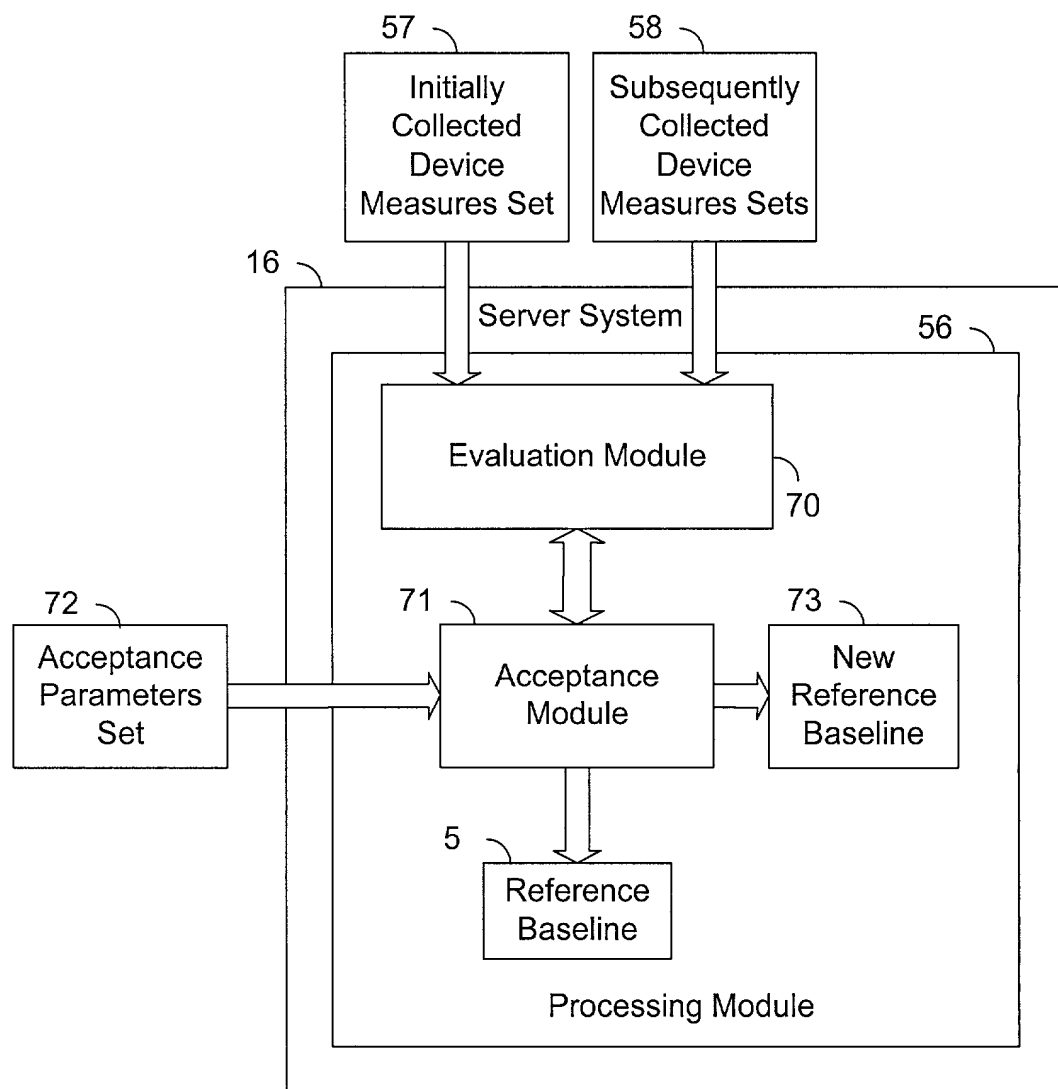 57
58
Initially
Collected
Device
Measures Set
Subsequently
Collected
Device
Measures Sets
16
Server System
56
Evaluation Module
70
72
71
73
Acceptance
Parameters
Set
Acceptance
Module
New
Reference
Baseline
5
Reference
Baseline
Processing Module